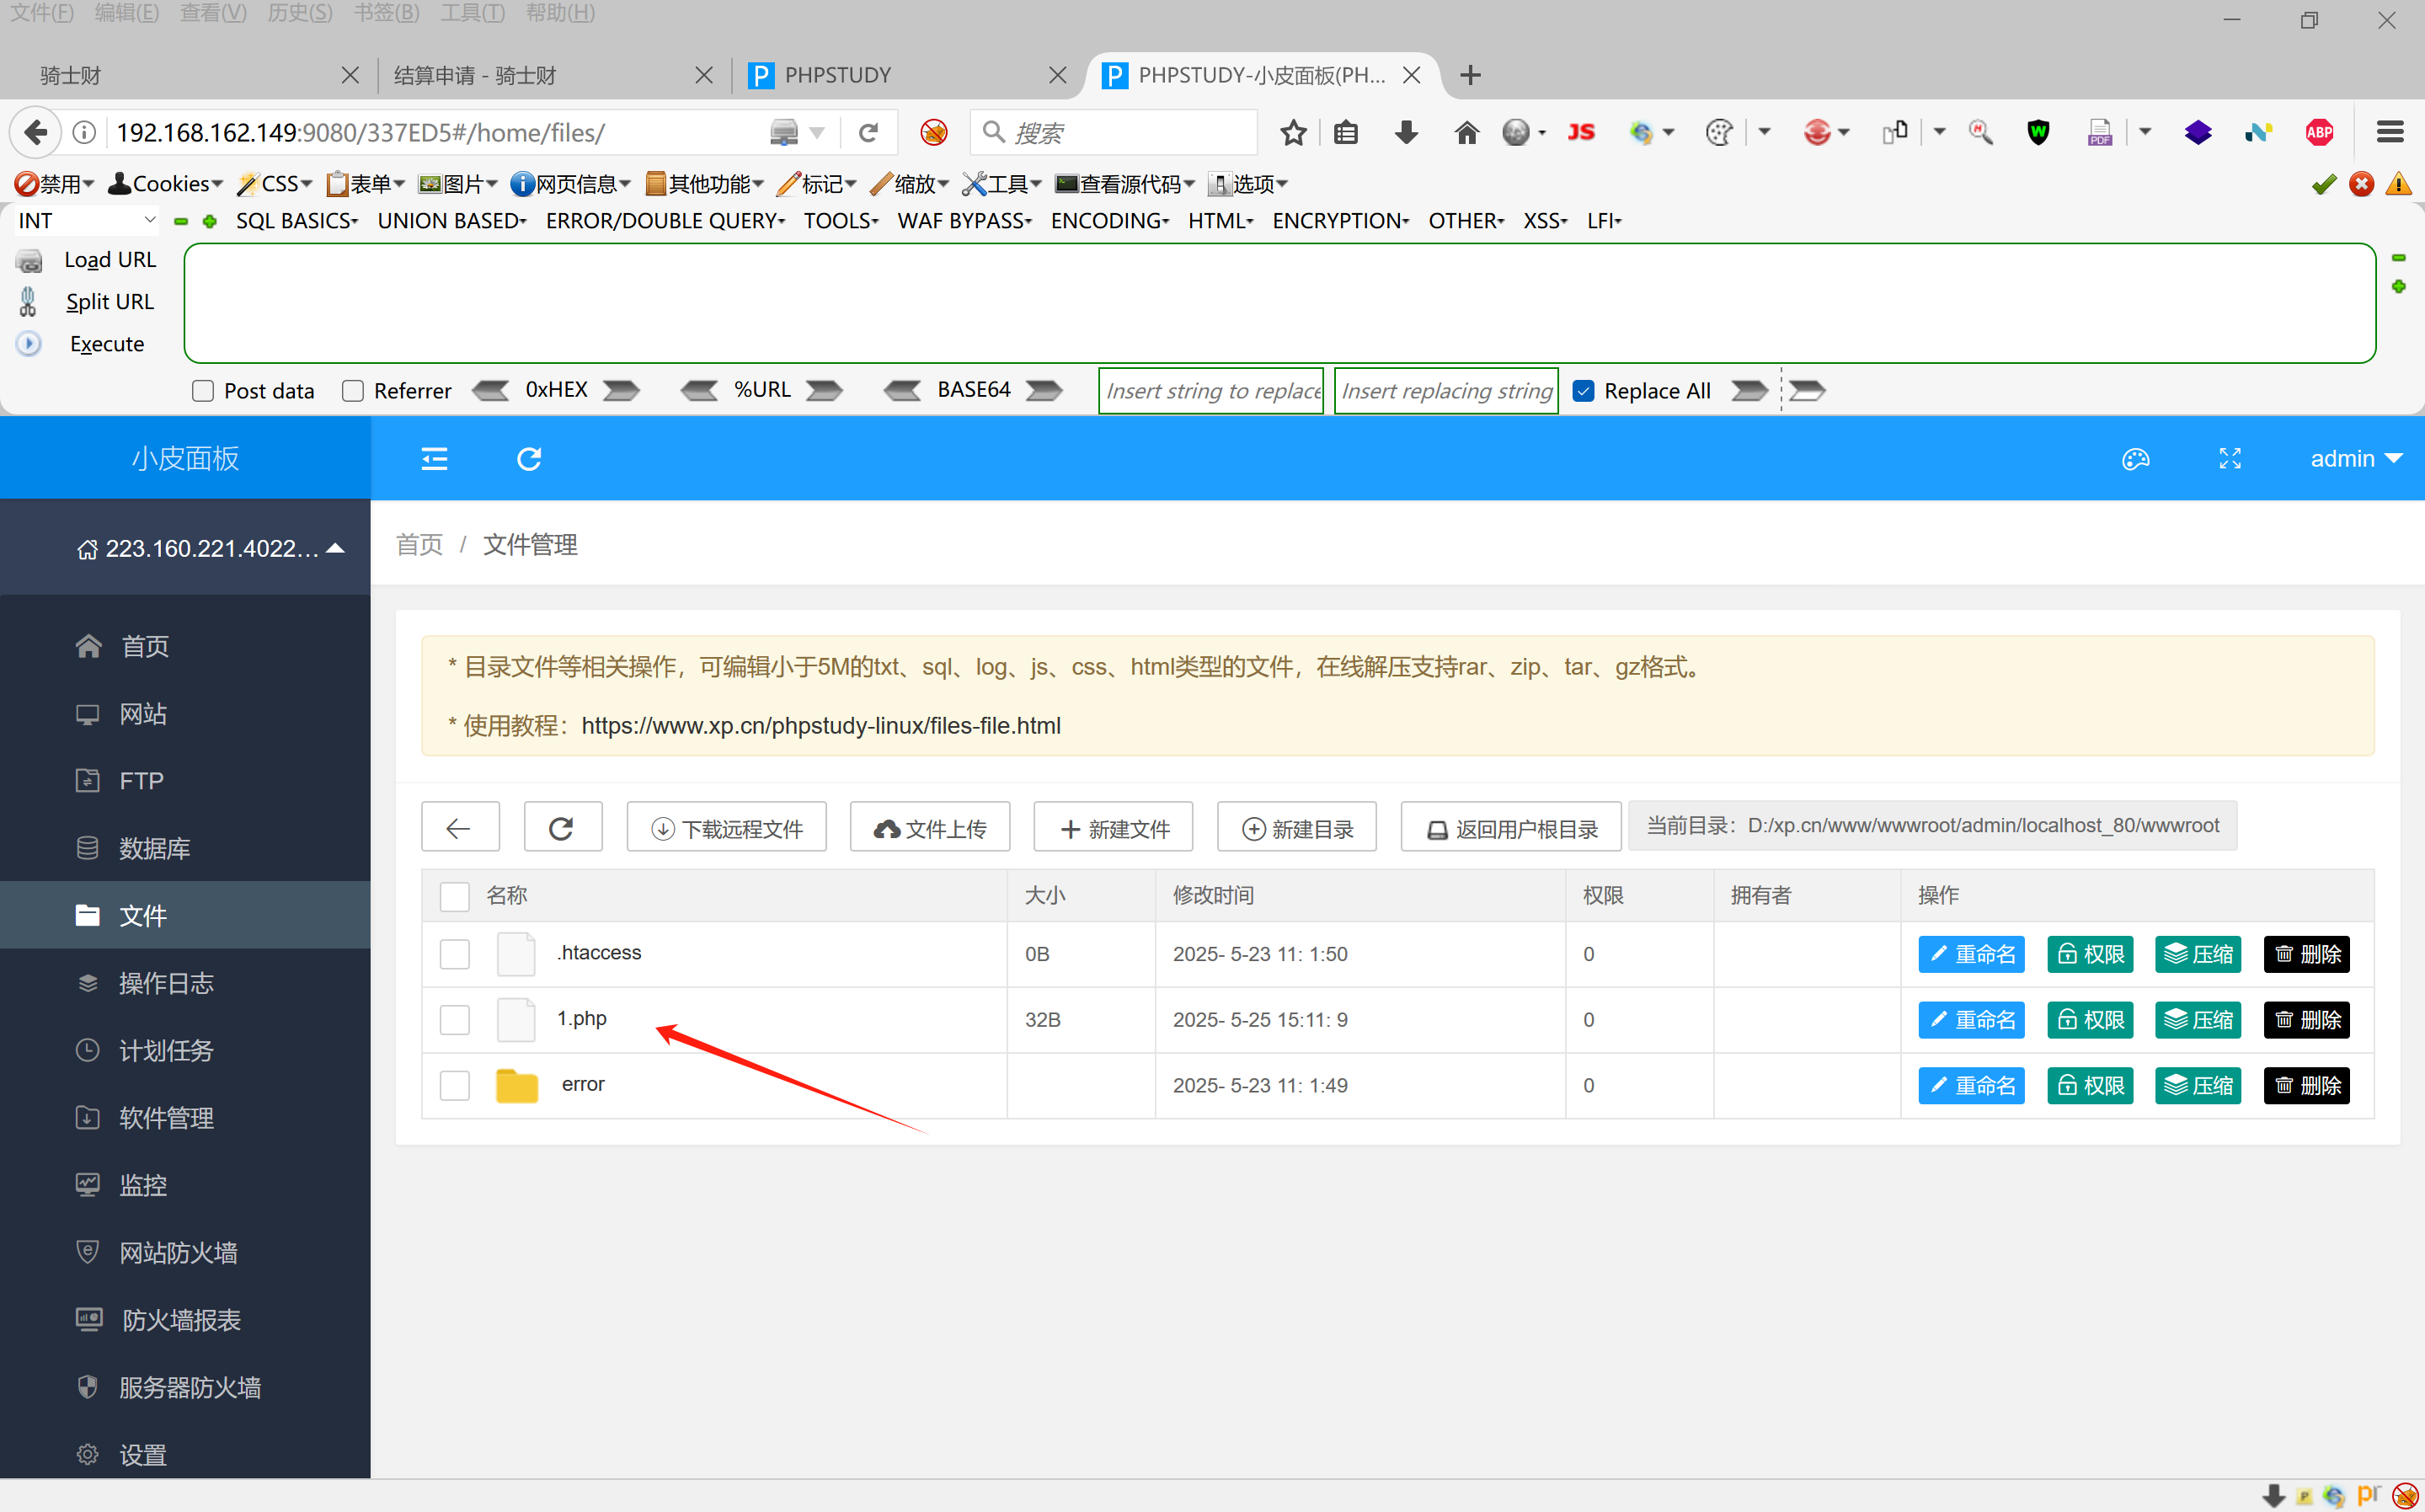 文件(F) 编辑(E) 查看(V) 历史(S) 书签(B) 工具(T) 帮助(H)
骑士财 结算申请 - 骑士财 PHPSTUDY PHPSTUDY-小皮面板(PH...
192.168.162.149:9080/337ED5#/home/files/ 搜索 JS W PDF N ABP
禁用 Cookies CSS 表单 图片 网页信息 其他功能 标记 缩放 工具 查看源代码 选项
INT SQL BASICS UNION BASED ERROR/DOUBLE QUERY TOOLS WAF BYPASS ENCODING HTML ENCRYPTION OTHER XSS LFI
Load URL
Split URL
Execute
Post data Referrer 0xHEX %URL BASE64 Insert string to replace Insert replacing string Replace All
小皮面板 admin
223.160.221.4022...
首页 / 文件管理
首页
网站
FTP
数据库
文件
操作日志
计划任务
软件管理
监控
网站防火墙
防火墙报表
服务器防火墙
设置
* 目录文件等相关操作，可编辑小于5M的txt、sql、log、js、css、html类型的文件，在线解压支持rar、zip、tar、gz格式。
* 使用教程：https://www.xp.cn/phpstudy-linux/files-file.html
下载远程文件 文件上传 新建文件 新建目录 返回用户根目录 当前目录：D:/xp.cn/www/wwwroot/admin/localhost_80/wwwroot
名称 大小 修改时间 权限 拥有者 操作
.htaccess 0B 2025- 5-23 11: 1:50 0 重命名 权限 压缩 删除
1.php 32B 2025- 5-25 15:11: 9 0 重命名 权限 压缩 删除
error 2025- 5-23 11: 1:49 0 重命名 权限 压缩 删除
pr